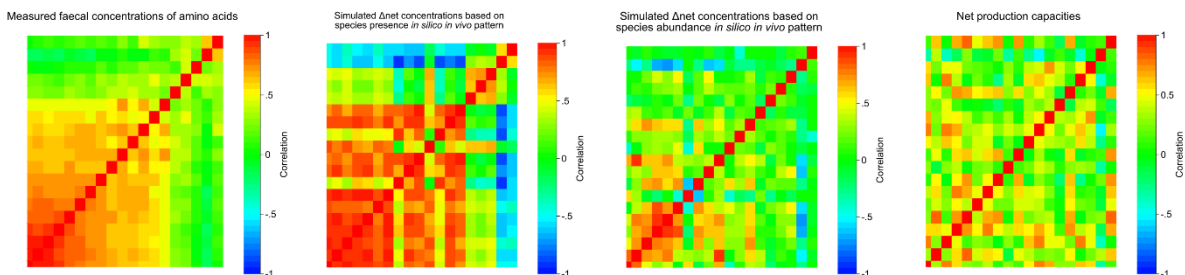 Measured faecal concentrations of amino acids
1
.5
0
-.5
-1
Correlation
Simulated Δnet concentrations based on
species presence in silico in vivo pattern
1
.5
0
-.5
-1
Correlation
Simulated Δnet concentrations based on
species abundance in silico in vivo pattern
1
.5
0
-.5
-1
Correlation
Net production capacities
1
.5
0
-.5
-1
Correlation